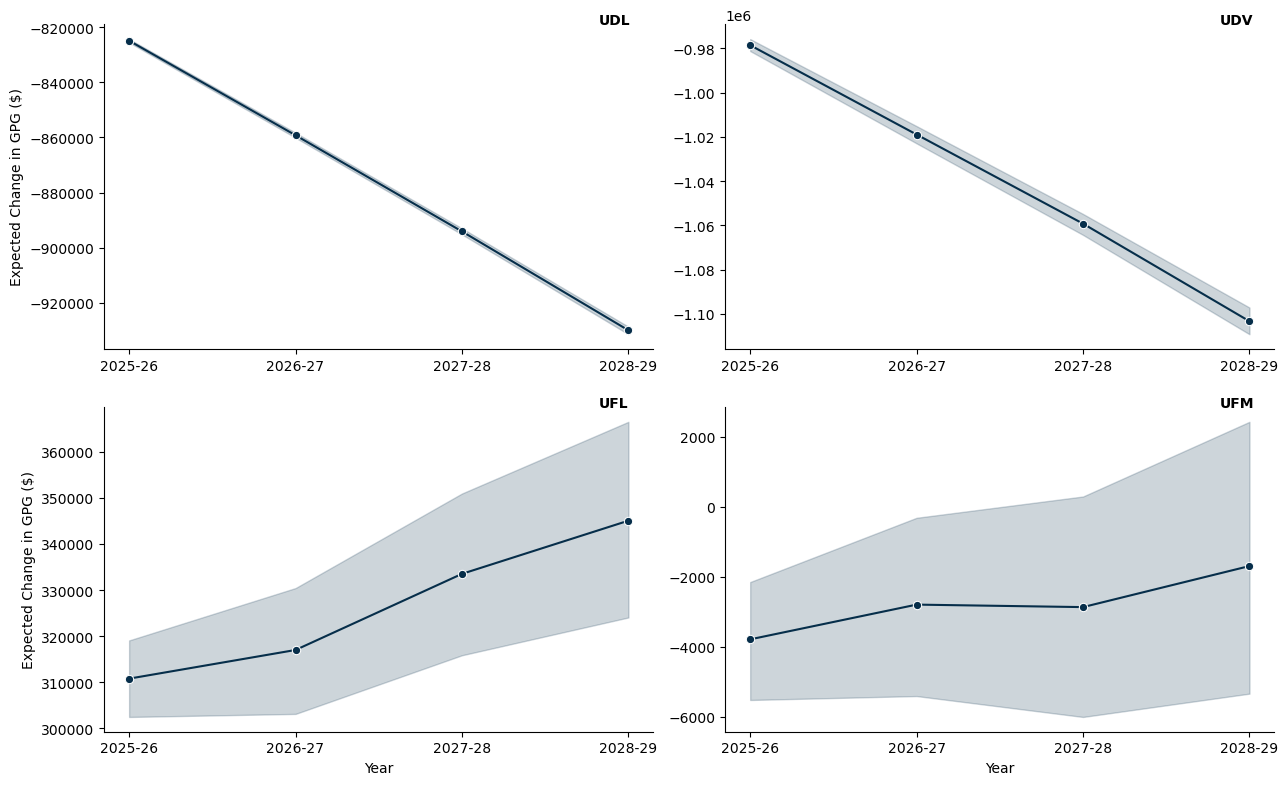 UDL
Expected Change in GPG ($)
−820000
−840000
−860000
−880000
−900000
−920000
2025-26 2026-27 2027-28 2028-29
UDV
1e6
−0.98
−1.00
−1.02
−1.04
−1.06
−1.08
−1.10
2025-26 2026-27 2027-28 2028-29
UFL
Expected Change in GPG ($)
360000
350000
340000
330000
320000
310000
300000
2025-26 2026-27 2027-28 2028-29
Year
UFM
2000
0
−2000
−4000
−6000
2025-26 2026-27 2027-28 2028-29
Year